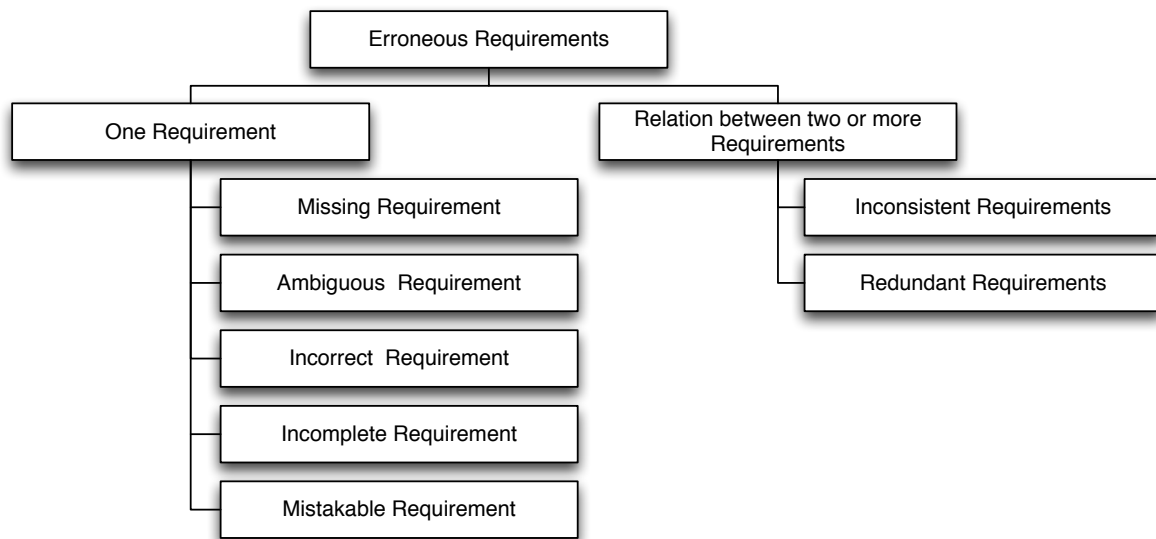 Erroneous Requirements
One Requirement
Relation between two or more
Requirements
Missing Requirement
Ambiguous  Requirement
Incorrect  Requirement
Incomplete Requirement
Mistakable Requirement
Inconsistent Requirements
Redundant Requirements